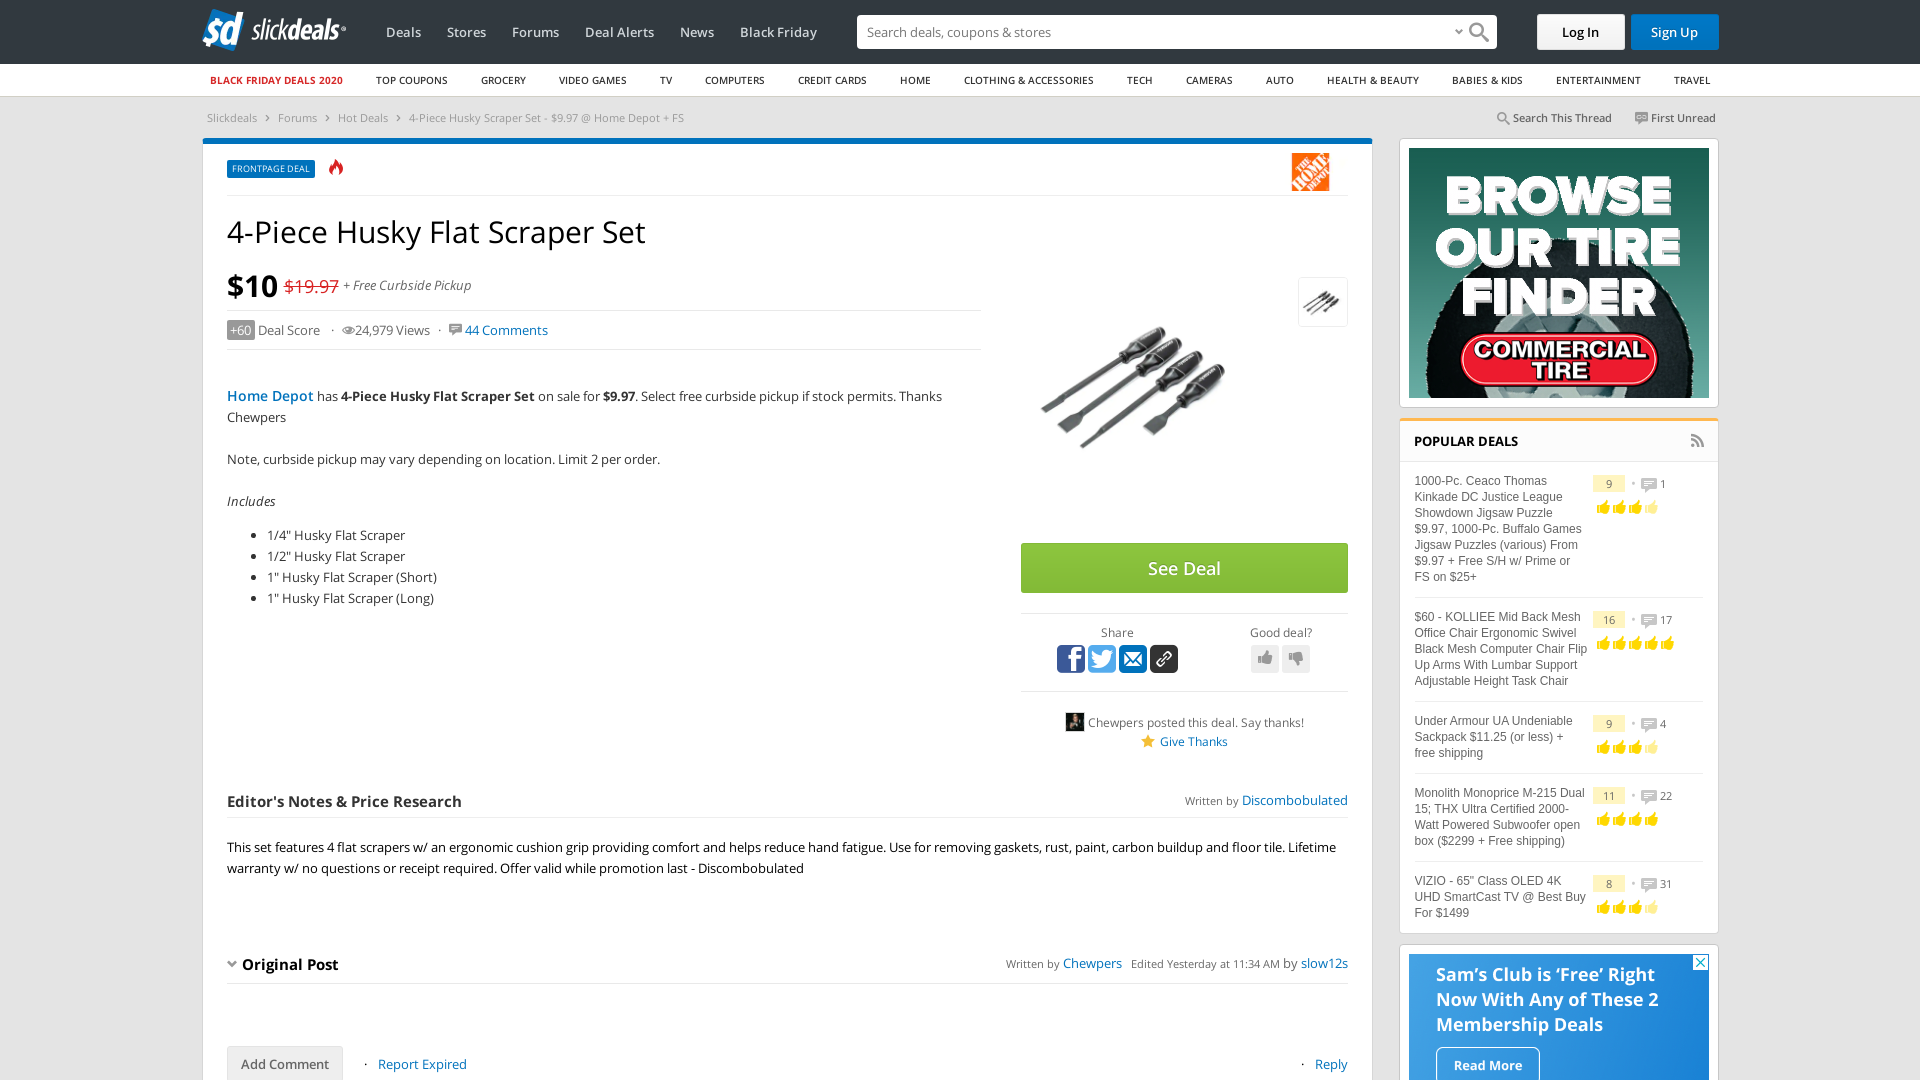 sd slickdeals
Deals
Stores
Forums
Deal Alerts
News
Black Friday
Search deals, coupons & stores
Log In
Sign Up
BLACK FRIDAY DEALS 2020
TOP COUPONS
GROCERY
VIDEO GAMES
TV
COMPUTERS
CREDIT CARDS
HOME
CLOTHING & ACCESSORIES
TECH
CAMERAS
AUTO
HEALTH & BEAUTY
BABIES & KIDS
ENTERTAINMENT
TRAVEL
Slickdeals > Forums > Hot Deals > 4-Piece Husky Scraper Set - $9.97 @ Home Depot + FS
Search This Thread
First Unread
FRONTPAGE DEAL
THE HOME DEPOT
4-Piece Husky Flat Scraper Set
$10 $19.97 + Free Curbside Pickup
+60 Deal Score · 24,979 Views · 44 Comments
Home Depot has 4-Piece Husky Flat Scraper Set on sale for $9.97. Select free curbside pickup if stock permits. Thanks
Chewpers
Note, curbside pickup may vary depending on location. Limit 2 per order.
Includes
• 1/4" Husky Flat Scraper
• 1/2" Husky Flat Scraper
• 1" Husky Flat Scraper (Short)
• 1" Husky Flat Scraper (Long)
See Deal
Share
Good deal?
Chewpers posted this deal. Say thanks!
Give Thanks
Editor's Notes & Price Research
Written by Discombobulated
This set features 4 flat scrapers w/ an ergonomic cushion grip providing comfort and helps reduce hand fatigue. Use for removing gaskets, rust, paint, carbon buildup and floor tile. Lifetime
warranty w/ no questions or receipt required. Offer valid while promotion last - Discombobulated
Original Post
Written by Chewpers Edited Yesterday at 11:34 AM by slow12s
Add Comment
· Report Expired
· Reply
BROWSE
OUR TIRE
FINDER
COMMERCIAL
TIRE
POPULAR DEALS
1000-Pc. Ceaco Thomas
Kinkade DC Justice League
Showdown Jigsaw Puzzle
$9.97, 1000-Pc. Buffalo Games
Jigsaw Puzzles (various) From
$9.97 + Free S/H w/ Prime or
FS on $25+
9 • 1
$60 - KOLLIEE Mid Back Mesh
Office Chair Ergonomic Swivel
Black Mesh Computer Chair Flip
Up Arms With Lumbar Support
Adjustable Height Task Chair
16 • 17
Under Armour UA Undeniable
Sackpack $11.25 (or less) +
free shipping
9 • 4
Monolith Monoprice M-215 Dual
15; THX Ultra Certified 2000-
Watt Powered Subwoofer open
box ($2299 + Free shipping)
11 • 22
VIZIO - 65" Class OLED 4K
UHD SmartCast TV @ Best Buy
For $1499
8 • 31
Sam's Club is 'Free' Right
Now With Any of These 2
Membership Deals
Read More